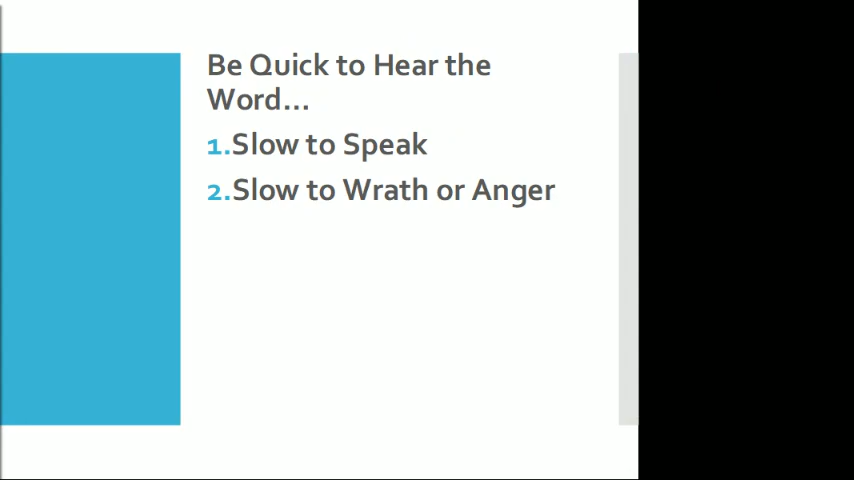 Be Quick to Hear the
Word...
1.Slow to Speak
2.Slow to Wrath or Anger